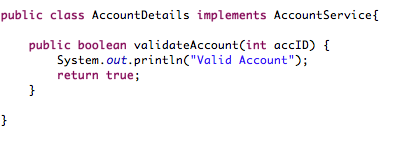 public class AccountDetails implements AccountService{
public boolean validateAccount(int accID) {
System.out.println("Valid Account");
return true;
}
}